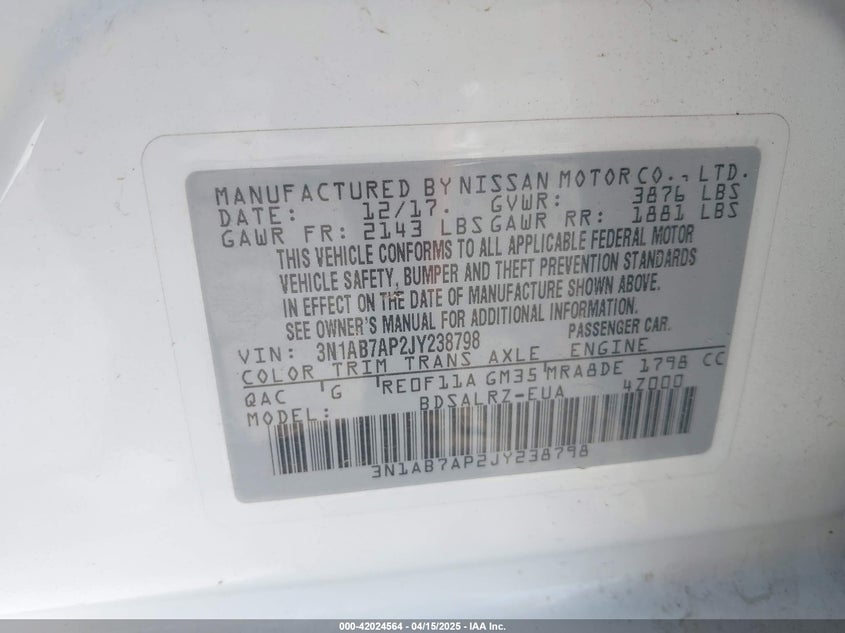 MANUFACTURED BY NISSAN MOTOR CO., LTD.
DATE: 12/17. GVWR: 3876 LBS
GAWR FR: 2143 LBS GAWR RR: 1881 LBS
THIS VEHICLE CONFORMS TO ALL APPLICABLE FEDERAL MOTOR
VEHICLE SAFETY, BUMPER AND THEFT PREVENTION STANDARDS
IN EFFECT ON THE DATE OF MANUFACTURE SHOWN ABOVE.
SEE OWNER'S MANUAL FOR ADDITIONAL INFORMATION.
VIN: 3N1AB7AP2JY238798 PASSENGER CAR.
COLOR TRIM TRANS AXLE ENGINE
QAC G RE0F11A GM35 MRA8DE 1798 CC
MODEL: BDSALRZ-EUA 4Z000
3N1AB7AP2JY238798
000-42024564 - 04/15/2025 - IAA Inc.